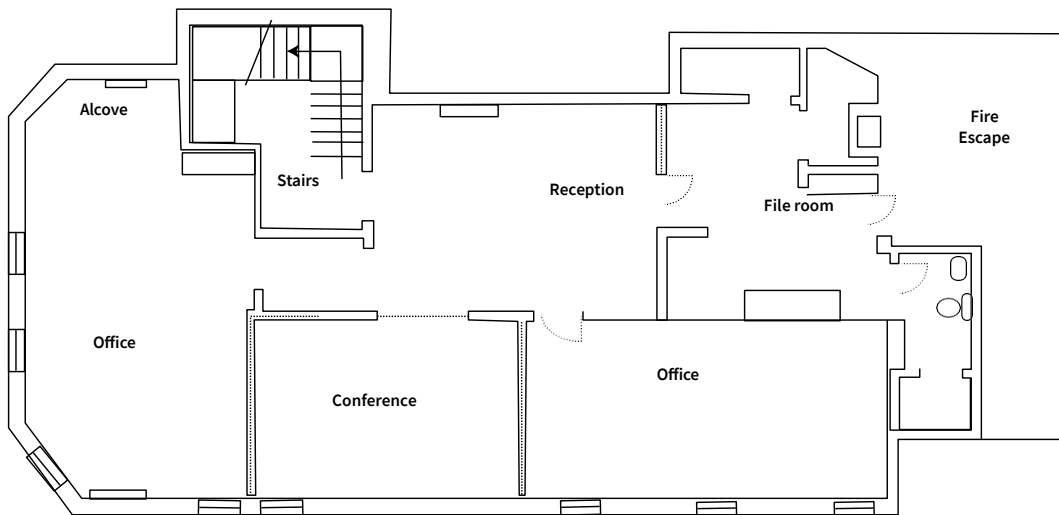 Alcove
Fire
Escape
Stairs
Reception
File room
Office
Office
Conference